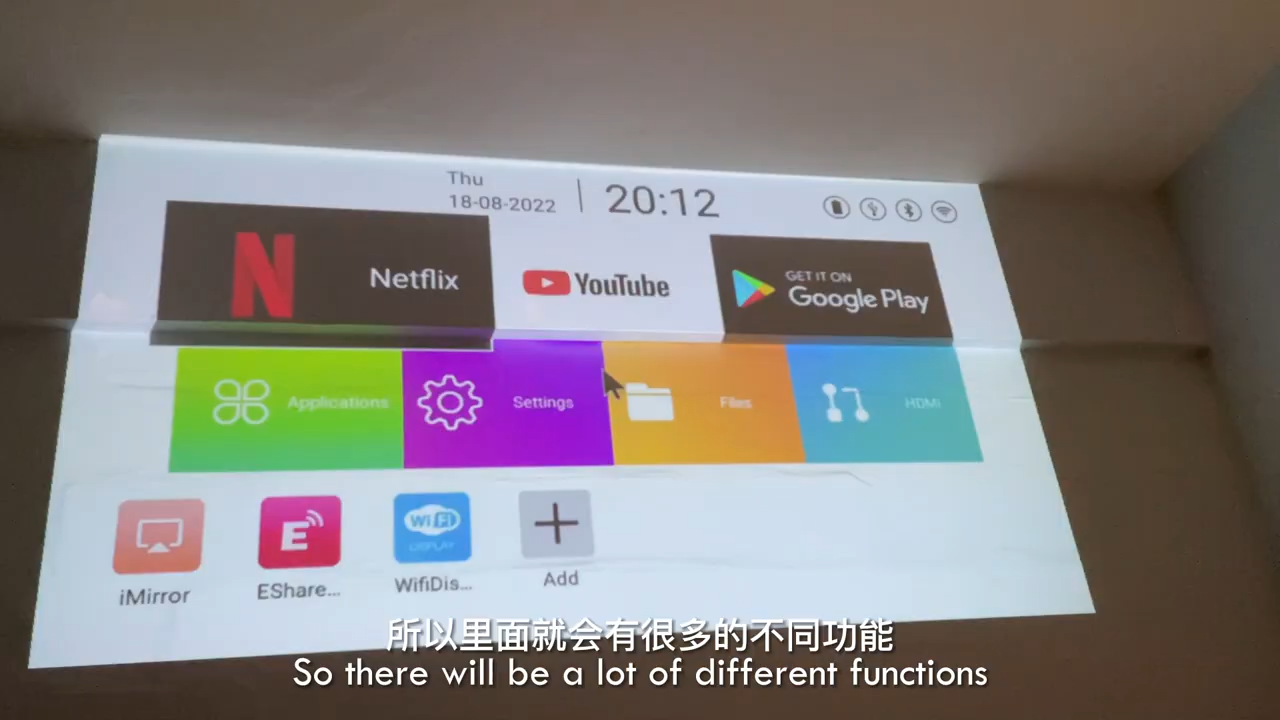 Thu
18-08-2022
20:12
N
Netflix
YouTube
GET IT ON
Google Play
Applications
Settings
Files
HDMI
E
WiFi
DISPLAY
iMirror
EShare...
WifiDis...
Add
所以里面就会有很多的不同功能
So there will be a lot of different functions